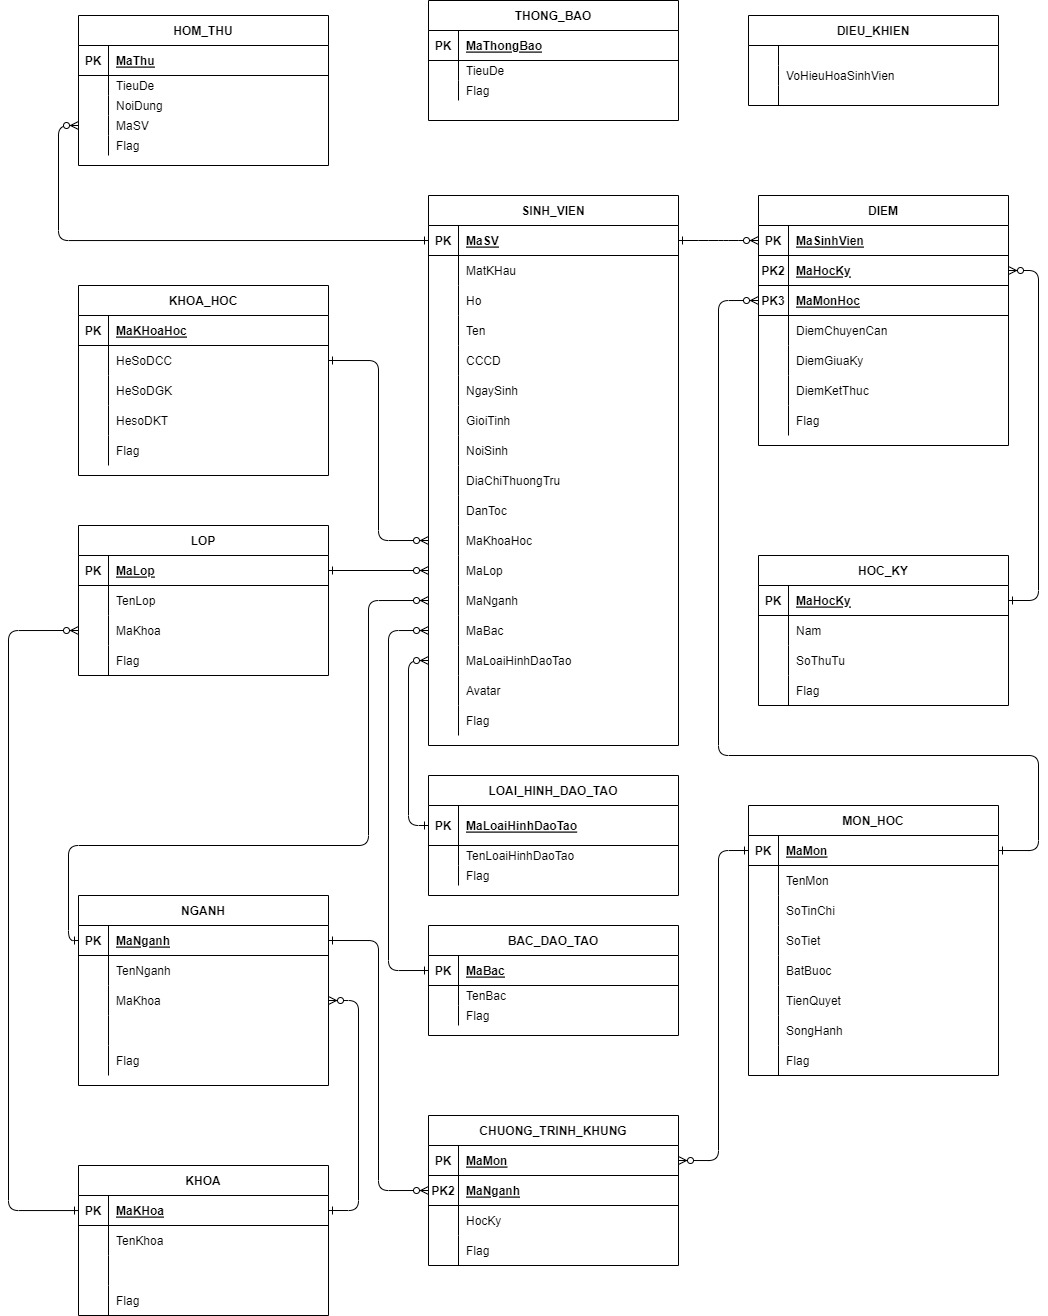 HOM_THU
PK MaThu
TieuDe
NoiDung
MaSV
Flag
THONG_BAO
PK MaThongBao
TieuDe
Flag
DIEU_KHIEN
VoHieuHoaSinhVien
KHOA_HOC
PK MaKHoaHoc
HeSoDCC
HeSoDGK
HesoDKT
Flag
SINH_VIEN
PK MaSV
MatKHau
Ho
Ten
CCCD
NgaySinh
GioiTinh
NoiSinh
DiaChiThuongTru
DanToc
MaKhoaHoc
MaLop
MaNganh
MaBac
MaLoaiHinhDaoTao
Avatar
Flag
DIEM
PK MaSinhVien
PK2 MaHocKy
PK3 MaMonHoc
DiemChuyenCan
DiemGiuaKy
DiemKetThuc
Flag
LOP
PK MaLop
TenLop
MaKhoa
Flag
HOC_KY
PK MaHocKy
Nam
SoThuTu
Flag
LOAI_HINH_DAO_TAO
PK MaLoaiHinhDaoTao
TenLoaiHinhDaoTao
Flag
MON_HOC
PK MaMon
TenMon
SoTinChi
SoTiet
BatBuoc
TienQuyet
SongHanh
Flag
NGANH
PK MaNganh
TenNganh
MaKhoa
Flag
BAC_DAO_TAO
PK MaBac
TenBac
Flag
CHUONG_TRINH_KHUNG
PK MaMon
PK2 MaNganh
HocKy
Flag
KHOA
PK MaKHoa
TenKhoa
Flag